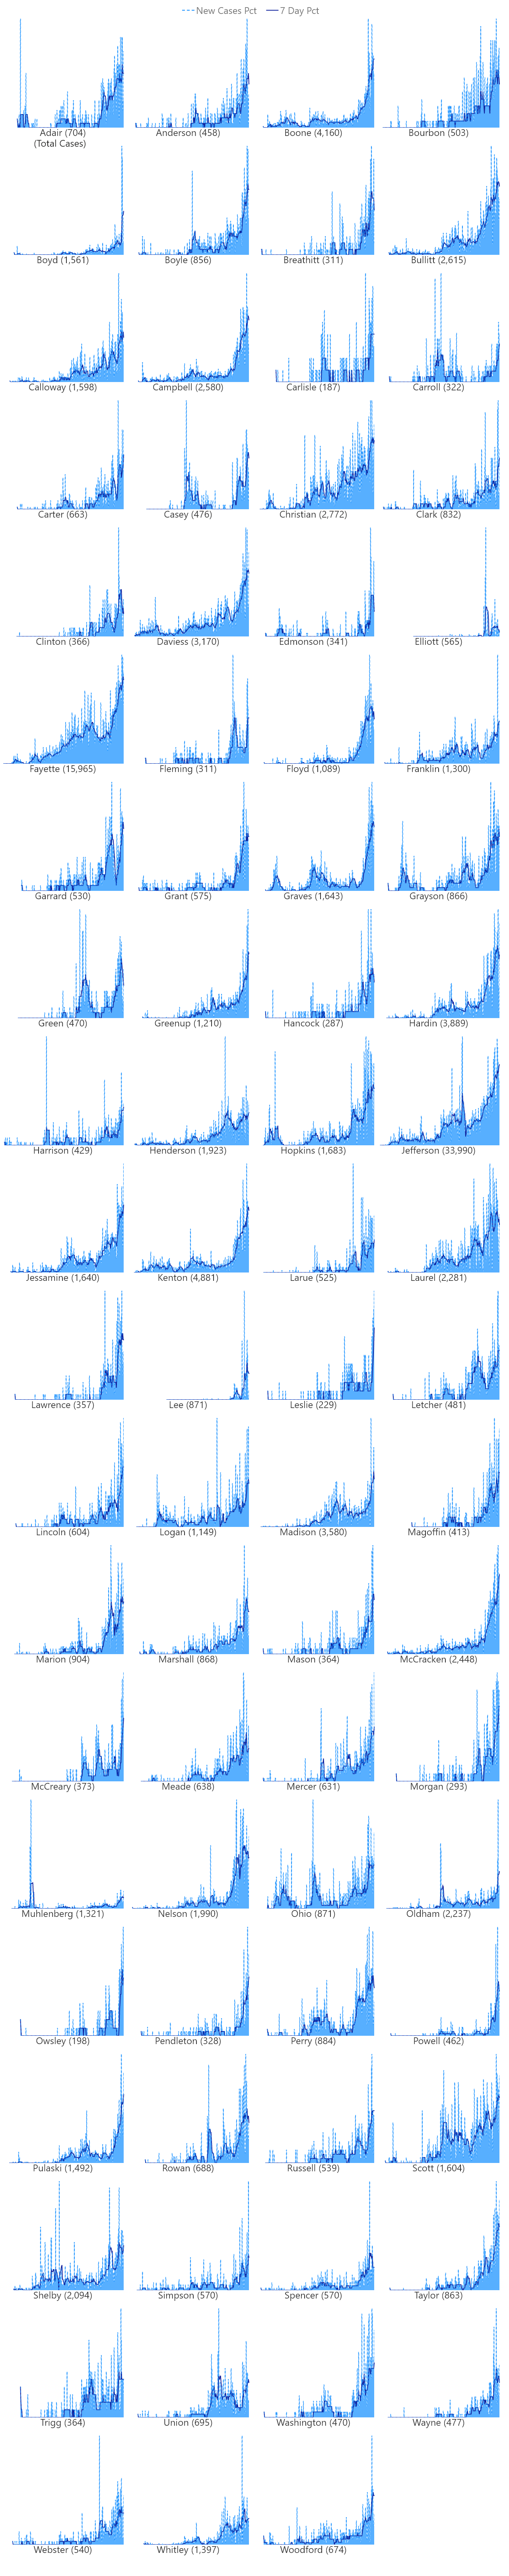 New Cases Pct 7 Day Pct
Adair (704) Anderson (458) Boone (4,160) Bourbon (503)
(Total Cases)
Boyd (1,561) Boyle (856) Breathitt (311) Bullitt (2,615)
Calloway (1,598) Campbell (2,580) Carlisle (187) Carroll (322)
Carter (663) Casey (476) Christian (2,772) Clark (832)
Clinton (366) Daviess (3,170) Edmonson (341) Elliott (565)
Fayette (15,965) Fleming (311) Floyd (1,089) Franklin (1,300)
Garrard (530) Grant (575) Graves (1,643) Grayson (866)
Green (470) Greenup (1,210) Hancock (287) Hardin (3,889)
Harrison (429) Henderson (1,923) Hopkins (1,683) Jefferson (33,990)
Jessamine (1,640) Kenton (4,881) Larue (525) Laurel (2,281)
Lawrence (357) Lee (871) Leslie (229) Letcher (481)
Lincoln (604) Logan (1,149) Madison (3,580) Magoffin (413)
Marion (904) Marshall (868) Mason (364) McCracken (2,448)
McCreary (373) Meade (638) Mercer (631) Morgan (293)
Muhlenberg (1,321) Nelson (1,990) Ohio (871) Oldham (2,237)
Owsley (198) Pendleton (328) Perry (884) Powell (462)
Pulaski (1,492) Rowan (688) Russell (539) Scott (1,604)
Shelby (2,094) Simpson (570) Spencer (570) Taylor (863)
Trigg (364) Union (695) Washington (470) Wayne (477)
Webster (540) Whitley (1,397) Woodford (674)